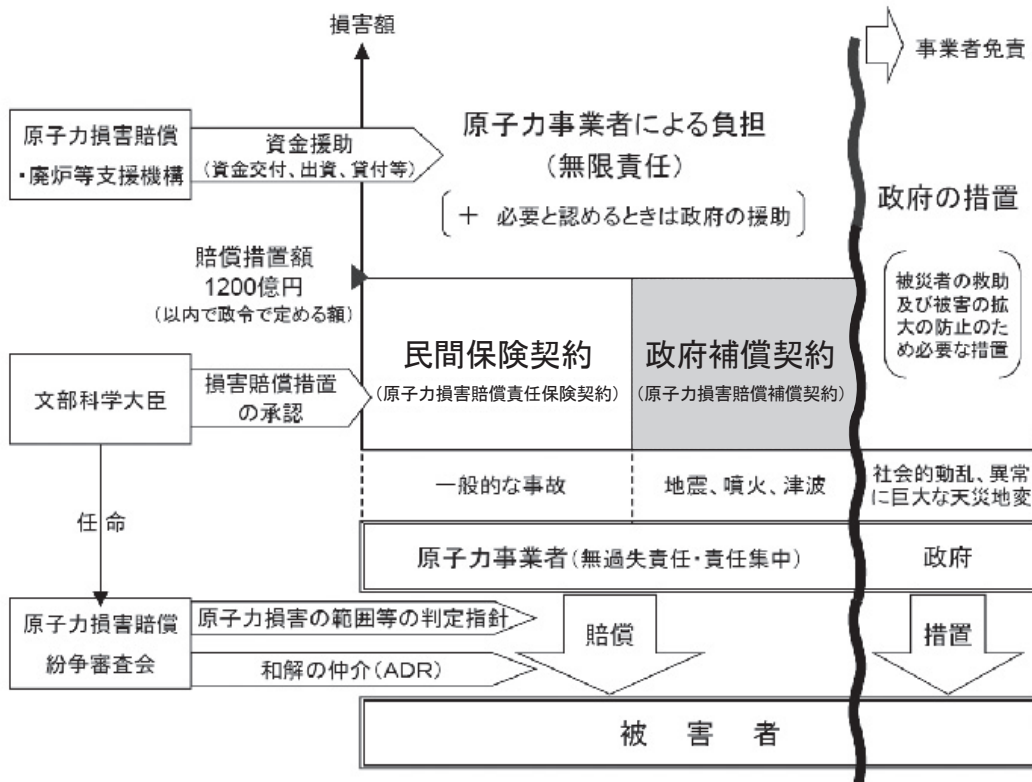 損害額
事業者免責
原子力損害賠償
・廃炉等支援機構
資金援助
(資金交付、出資、貸付等)
原子力事業者による負担
(無限責任)
+ 必要と認めるときは政府の援助
政府の措置
被災者の救助
及び被害の拡
大の防止のた
め必要な措置
賠償措置額
1200億円
(以内で政令で定める額)
民間保険契約
(原子力損害賠償責任保険契約)
政府補償契約
(原子力損害賠償補償契約)
文部科学大臣
損害賠償措置
の承認
一般的な事故
地震、噴火、津波
社会的動乱、異常
に巨大な天災地変
任命
原子力事業者(無過失責任・責任集中)
政府
原子力損害賠償
紛争審査会
原子力損害の範囲等の判定指針
和解の仲介(ADR)
賠償
措置
被害者